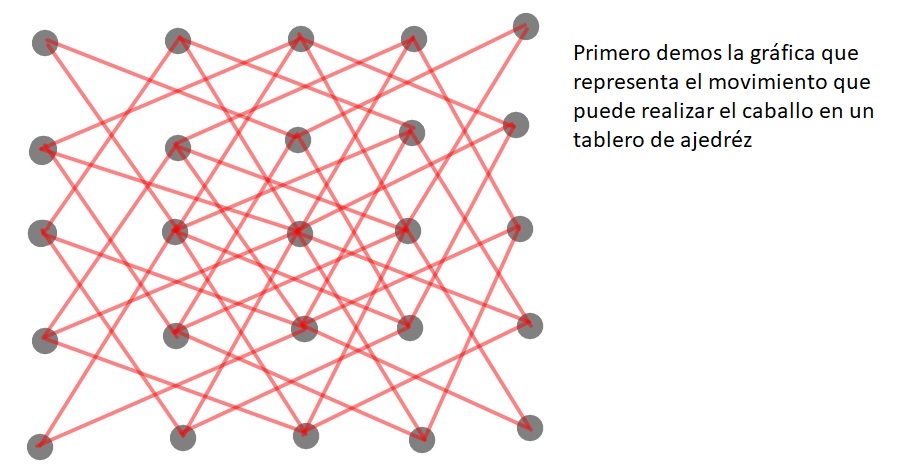 Primero demos la gráfica que
representa el movimiento que
puede realizar el caballo en un
tablero de ajedréz